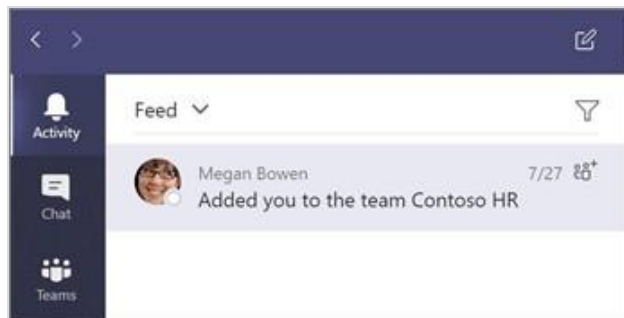 Activity
Feed
Megan Bowen 7/27
Added you to the team Contoso HR
Chat
Teams